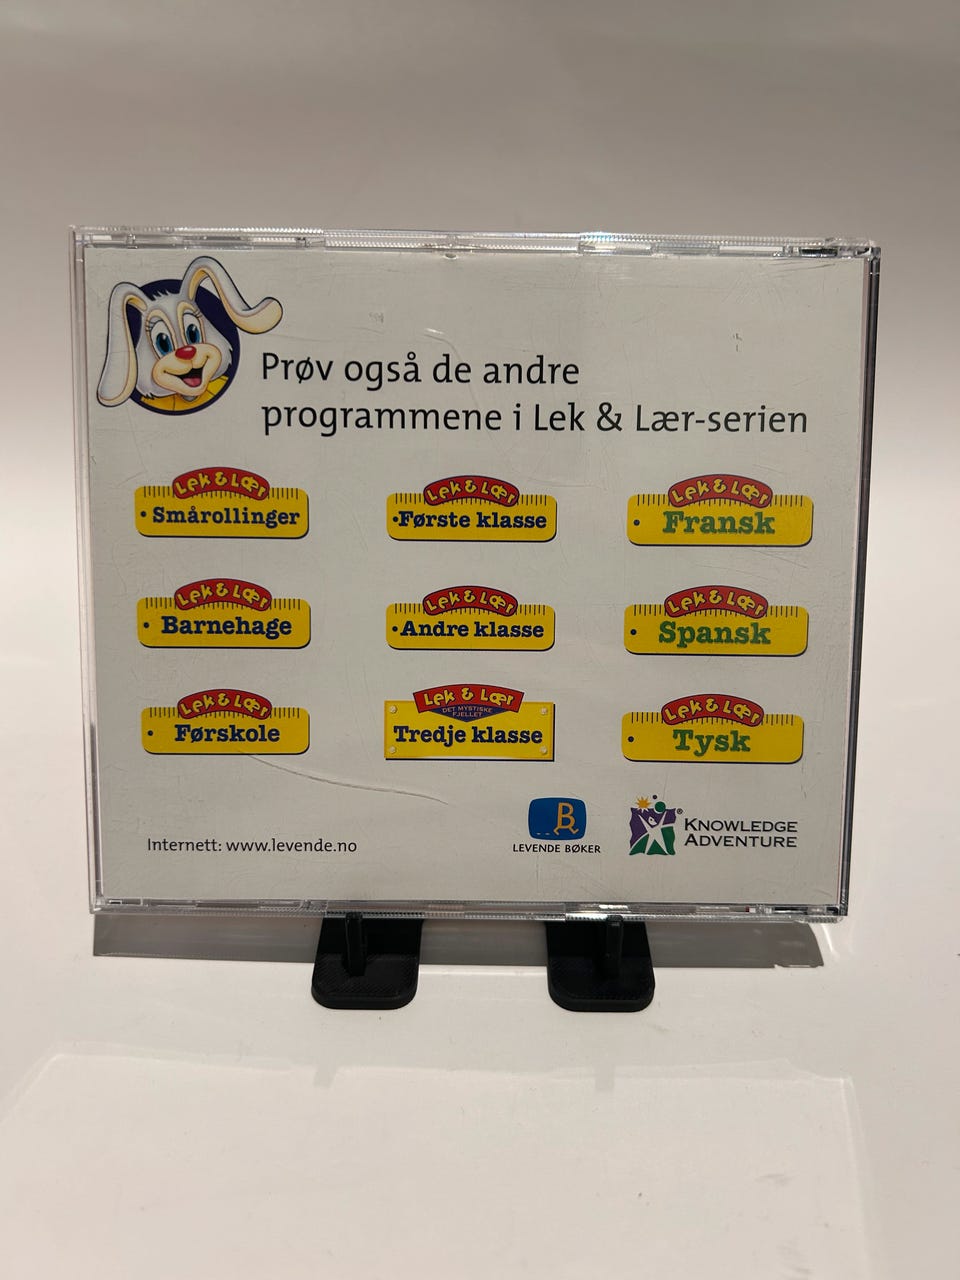 Prøv også de andre
programmene i Lek & Lær-serien
Lek & Lær
Smårollinger
Lek & Lær
Første klasse
Lek & Lær
Fransk
Lek & Lær
Barnehage
Lek & Lær
Andre klasse
Lek & Lær
Spansk
Lek & Lær
Førskole
Lek & Lær
DET MYSTISKE
FJELLET
Tredje klasse
Lek & Lær
Tysk
Internett: www.levende.no
B
LEVENDE BØKER
®
KNOWLEDGE
ADVENTURE